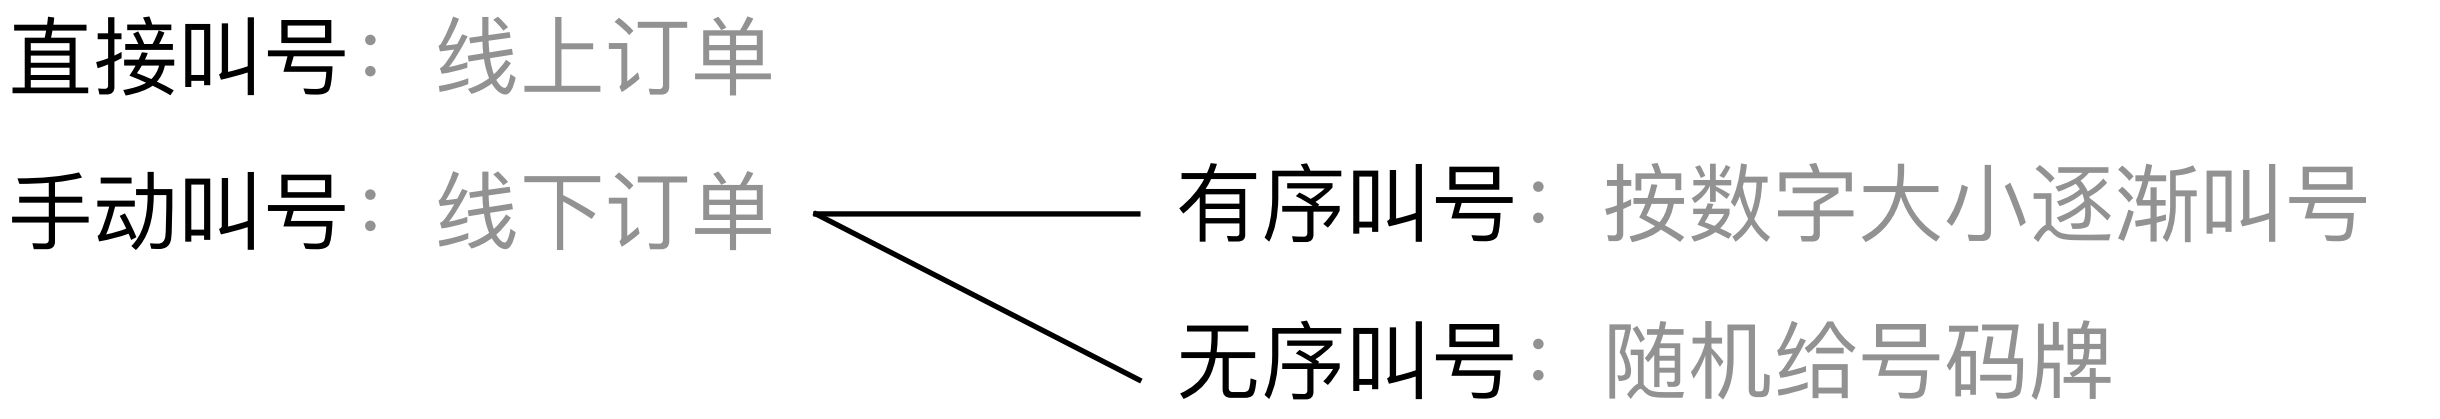 直接叫号：线上订单
手动叫号：线下订单
有序叫号：按数字大小逐渐叫号
无序叫号：随机给号码牌